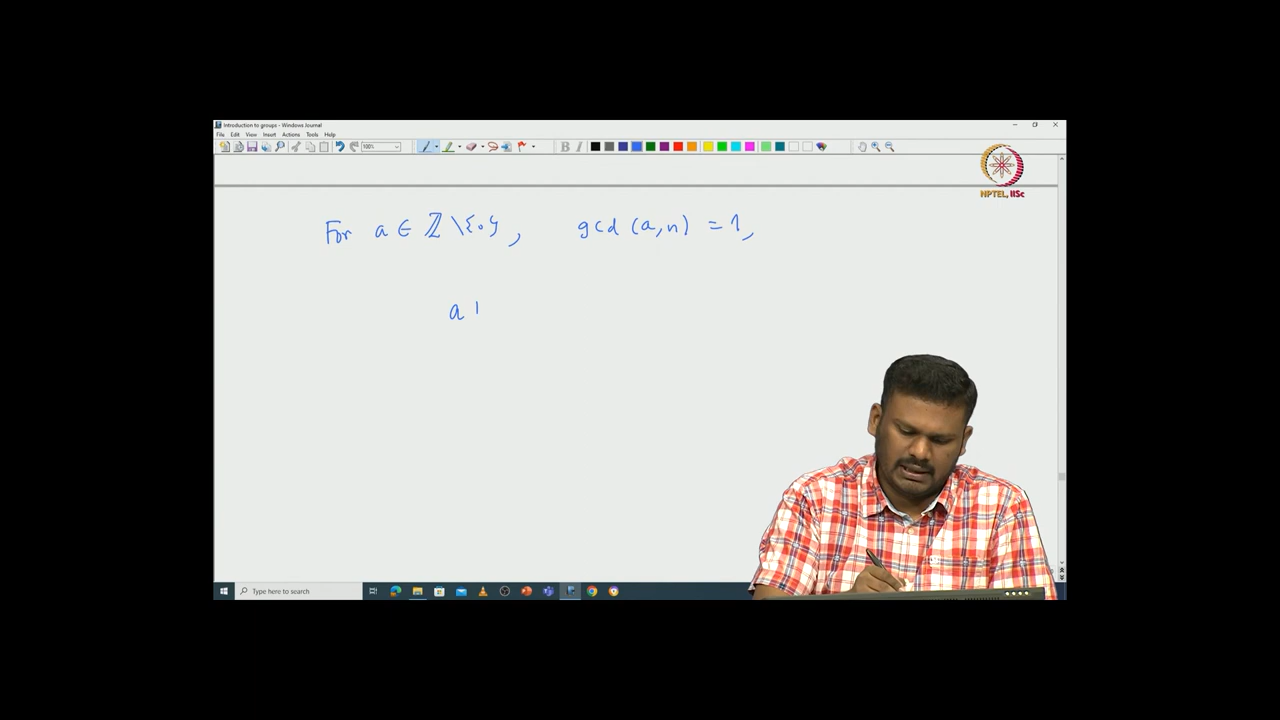 Introduction to groups - Windows Journal
File Edit View Insert Actions Tools Help
100%
B I
NPTEL, IISc
For a ∈ ℤ \ {0}, gcd (a,n) = 1,
a |
Type here to search